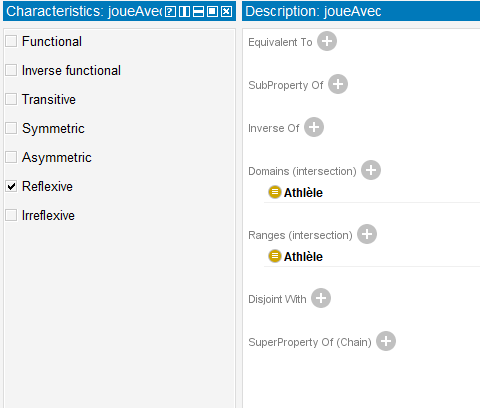 Characteristics: joueAvec
Functional
Inverse functional
Transitive
Symmetric
Asymmetric
Reflexive
Irreflexive
Description: joueAvec
Equivalent To
SubProperty Of
Inverse Of
Domains (intersection)
Athlèle
Ranges (intersection)
Athlèle
Disjoint With
SuperProperty Of (Chain)